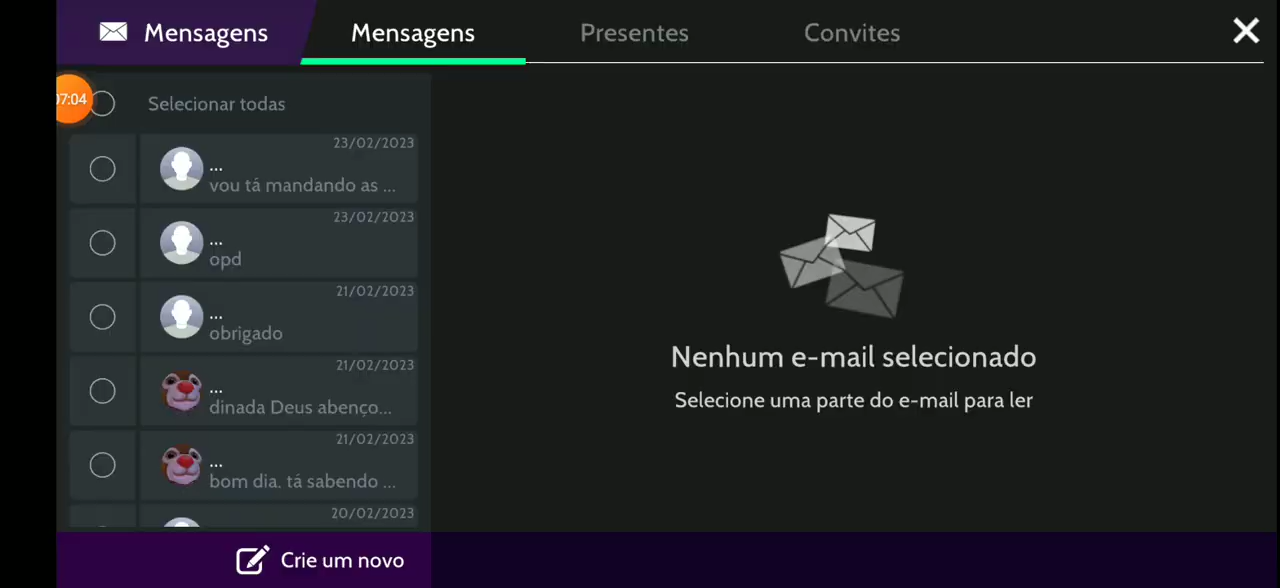 Mensagens
Mensagens
Presentes
Convites
07:04
Selecionar todas
23/02/2023
...
vou tá mandando as ...
23/02/2023
...
opd
21/02/2023
...
obrigado
21/02/2023
...
dinada Deus abenço...
21/02/2023
...
bom dia. tá sabendo ...
20/02/2023
Crie um novo
Nenhum e-mail selecionado
Selecione uma parte do e-mail para ler